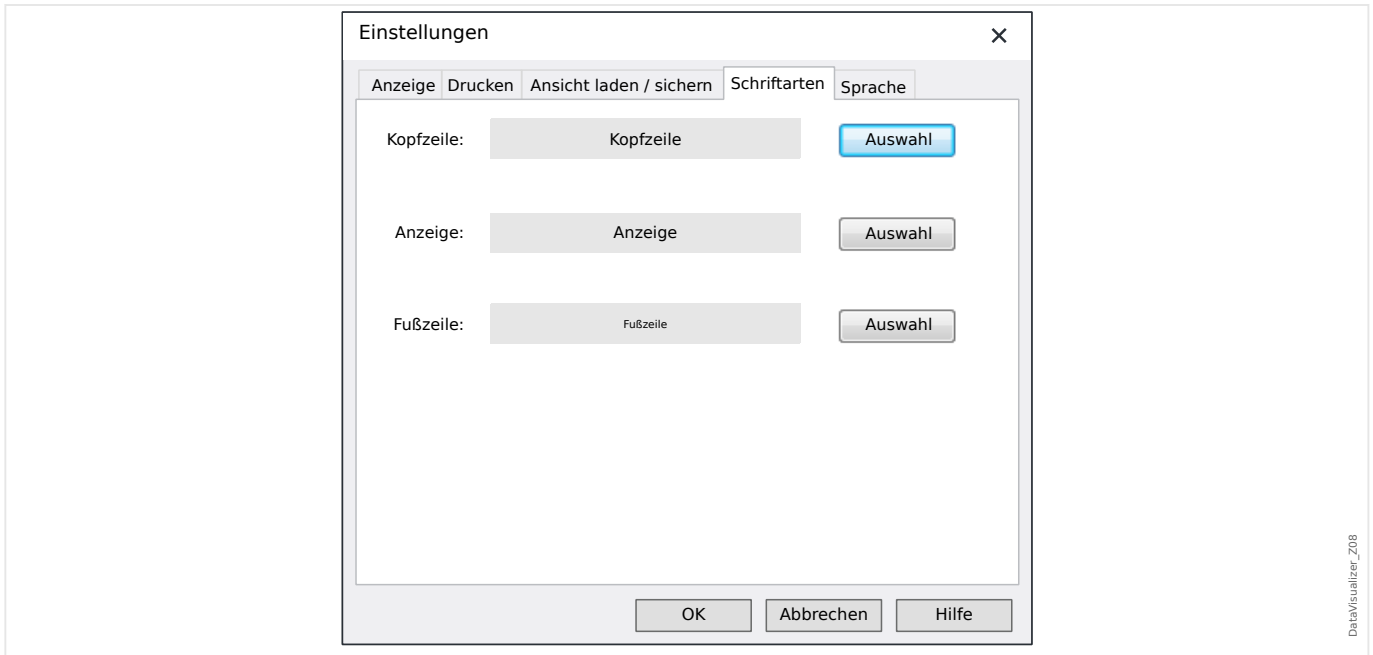 Einstellungen
Anzeige Drucken Ansicht laden / sichern Schriftarten Sprache
Kopfzeile: Kopfzeile Auswahl
Anzeige: Anzeige Auswahl
Fußzeile: Fußzeile Auswahl
OK Abbrechen Hilfe
DataVisualizer_Z08